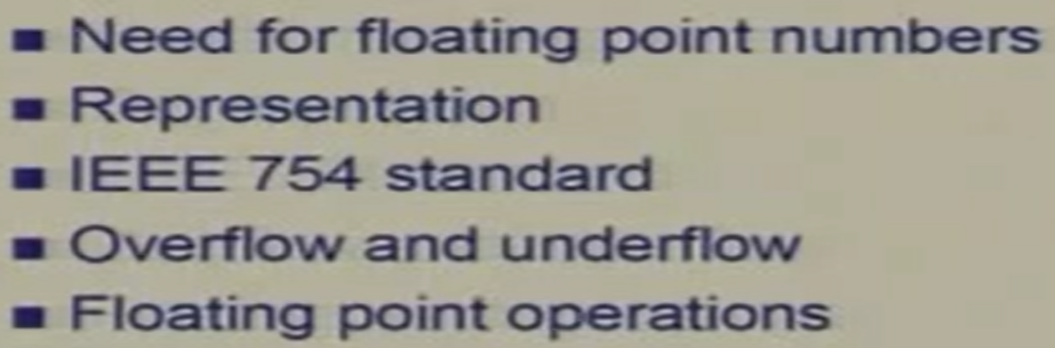 ▪ Need for floating point numbers
▪ Representation
▪ IEEE 754 standard
▪ Overflow and underflow
▪ Floating point operations